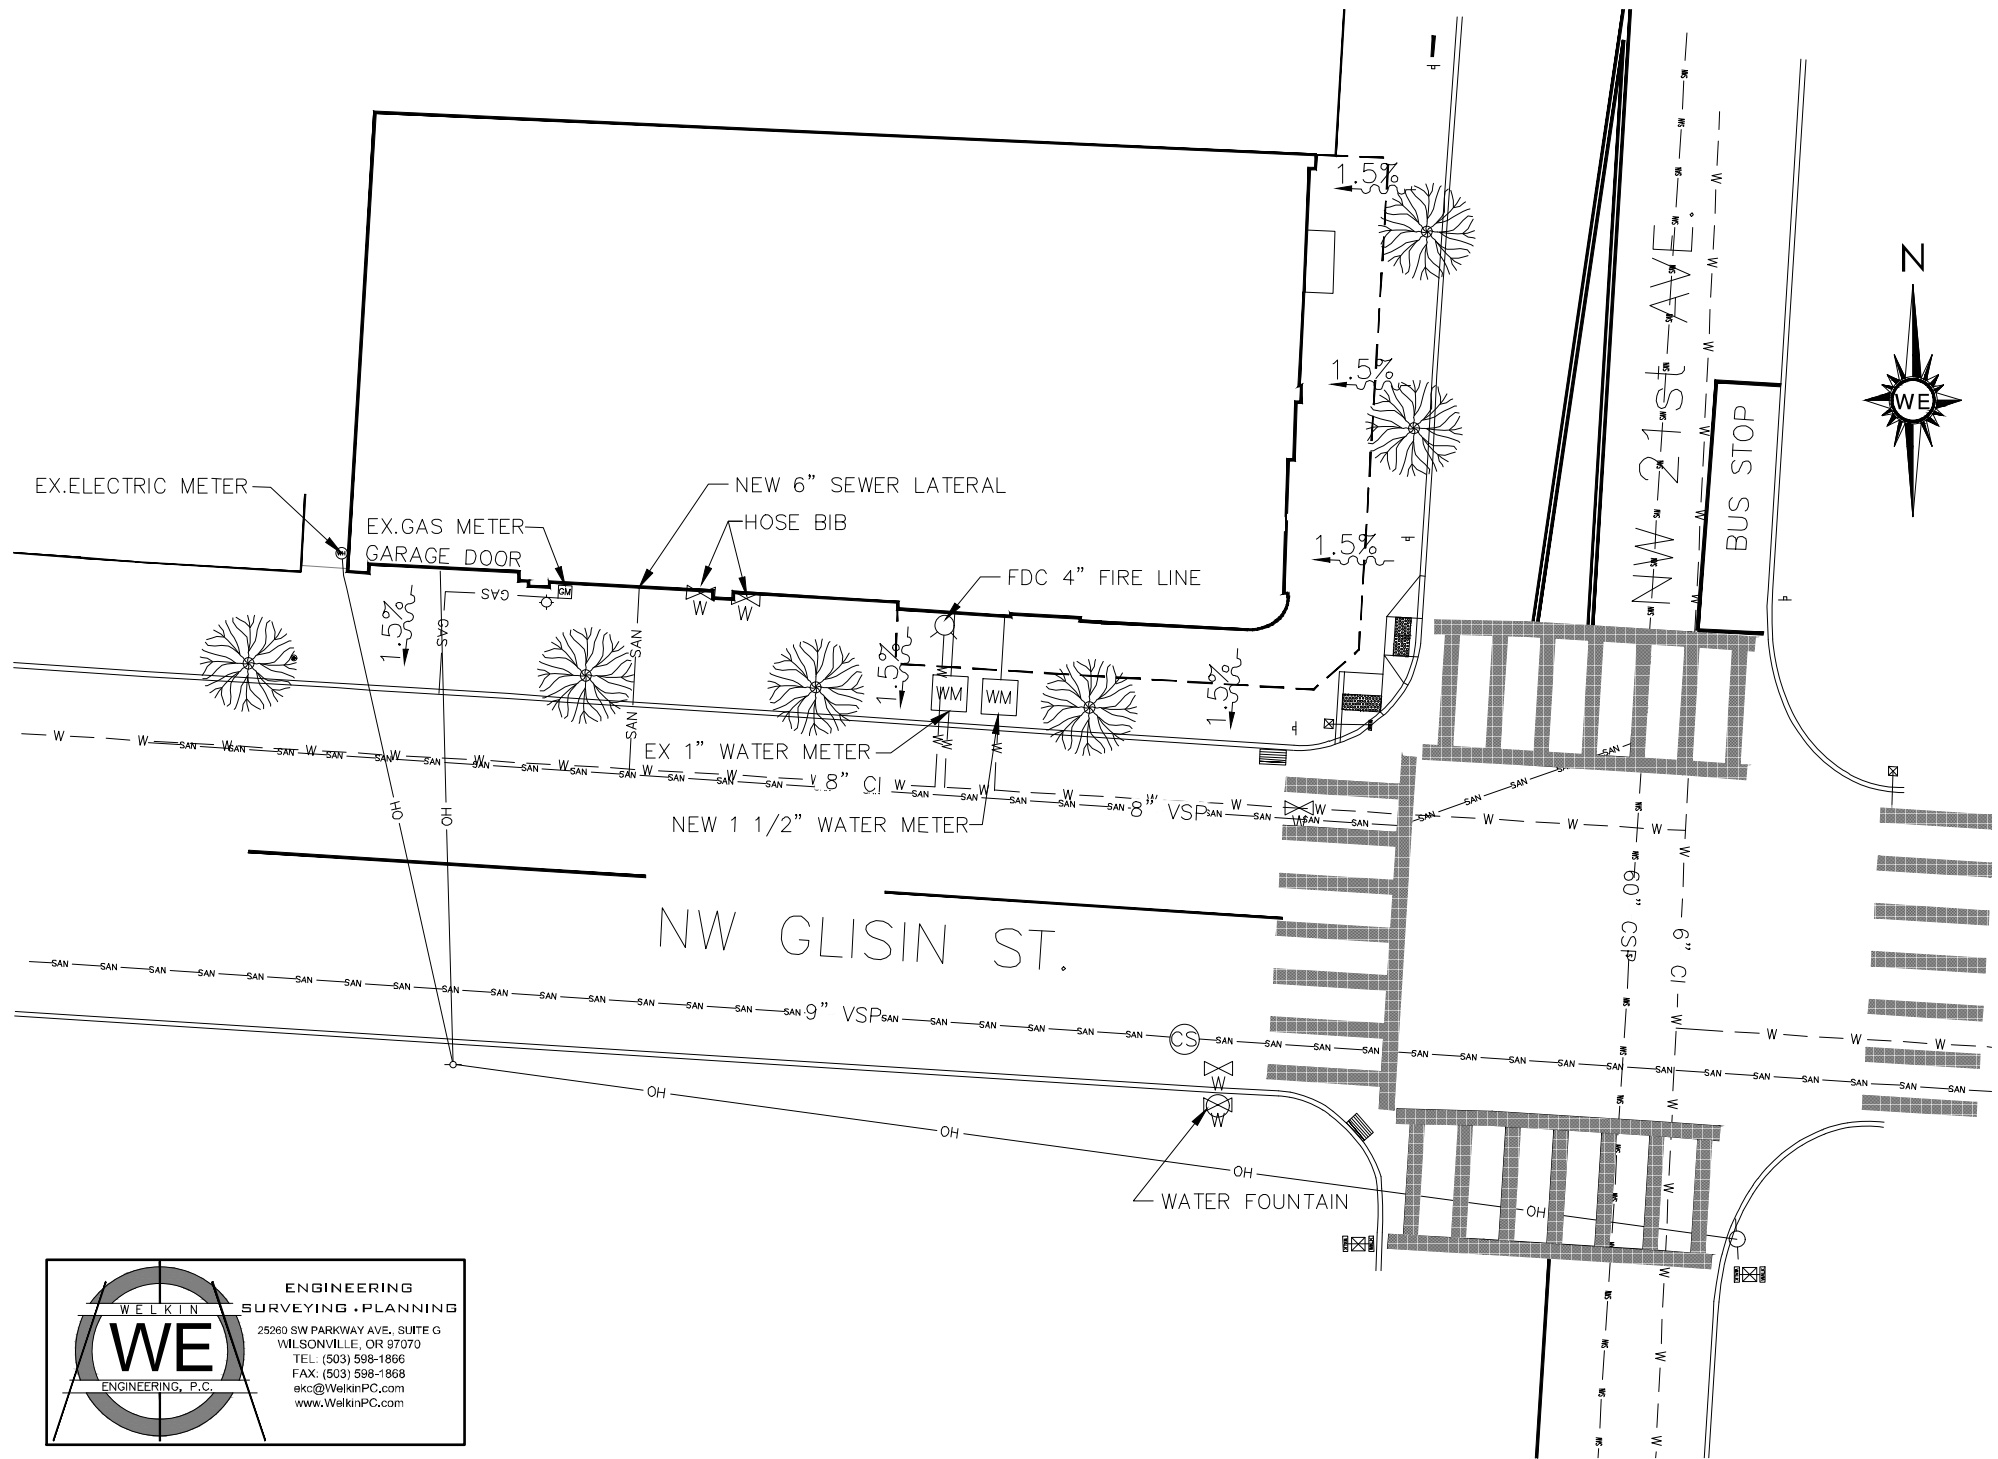 1.5%
1.5%
1.5%
NW 21st AVE.
BUS STOP
N
WE
EX.ELECTRIC METER
EX.GAS METER
GARAGE DOOR
NEW 6” SEWER LATERAL
HOSE BIB
FDC 4” FIRE LINE
GM
GAS
GAS
W
W
SAN
SAN
1.5%
1.5%
1.5%
WM
WM
EX 1” WATER METER
NEW 1 1/2” WATER METER
W
SAN
8” CI
8” VSP
OH
OH
60” CSP
6” CI
NW GLISIN ST.
SAN
9” VSP
CS
W
W
OH
OH
OH
OH
WATER FOUNTAIN
WELKIN
WE
ENGINEERING, P.C.
ENGINEERING
SURVEYING . PLANNING
25260 SW PARKWAY AVE., SUITE G
WILSONVILLE, OR 97070
TEL: (503) 598-1866
FAX: (503) 598-1868
ekc@WelkinPC.com
www.WelkinPC.com